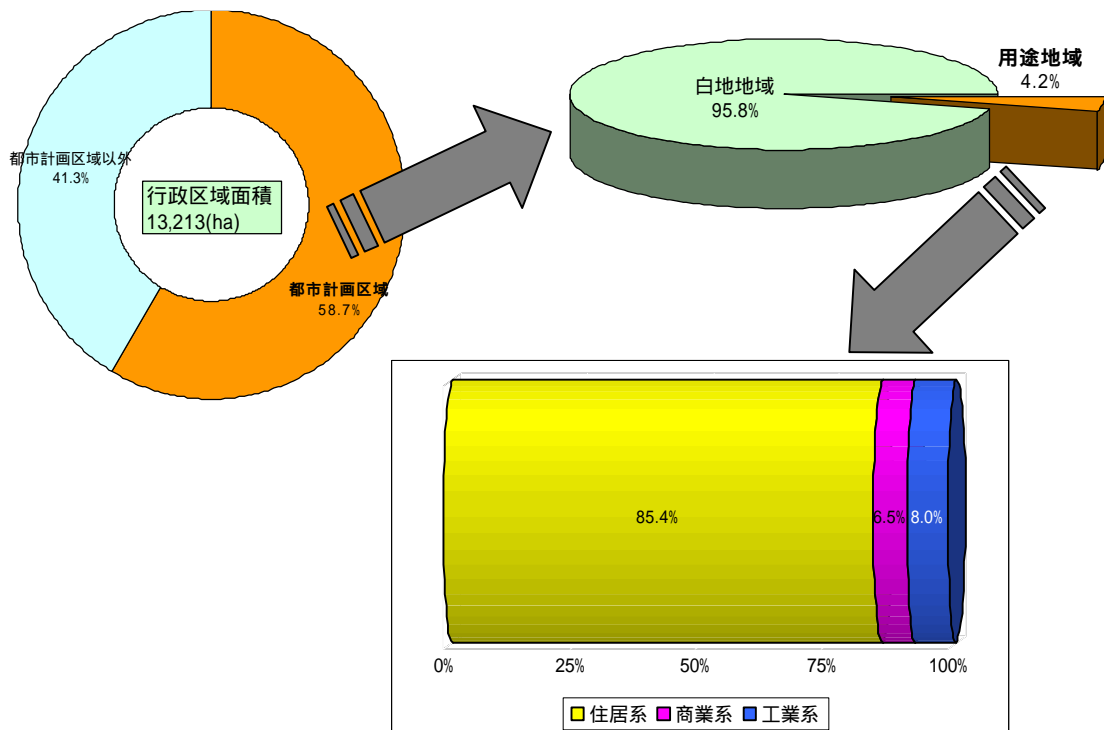 都市計画区域以外
41.3%
行政区域面積
13,213(ha)
都市計画区域
58.7%
白地地域
95.8%
用途地域
4.2%
85.4%
6.5%
8.0%
0%
25%
50%
75%
100%
住居系
商業系
工業系